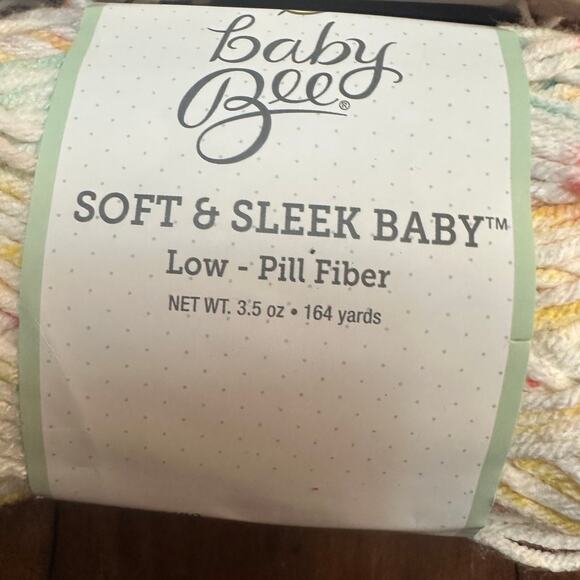 baby
Bee®
SOFT & SLEEK BABY™
Low - Pill Fiber
NET WT. 3.5 oz • 164 yards